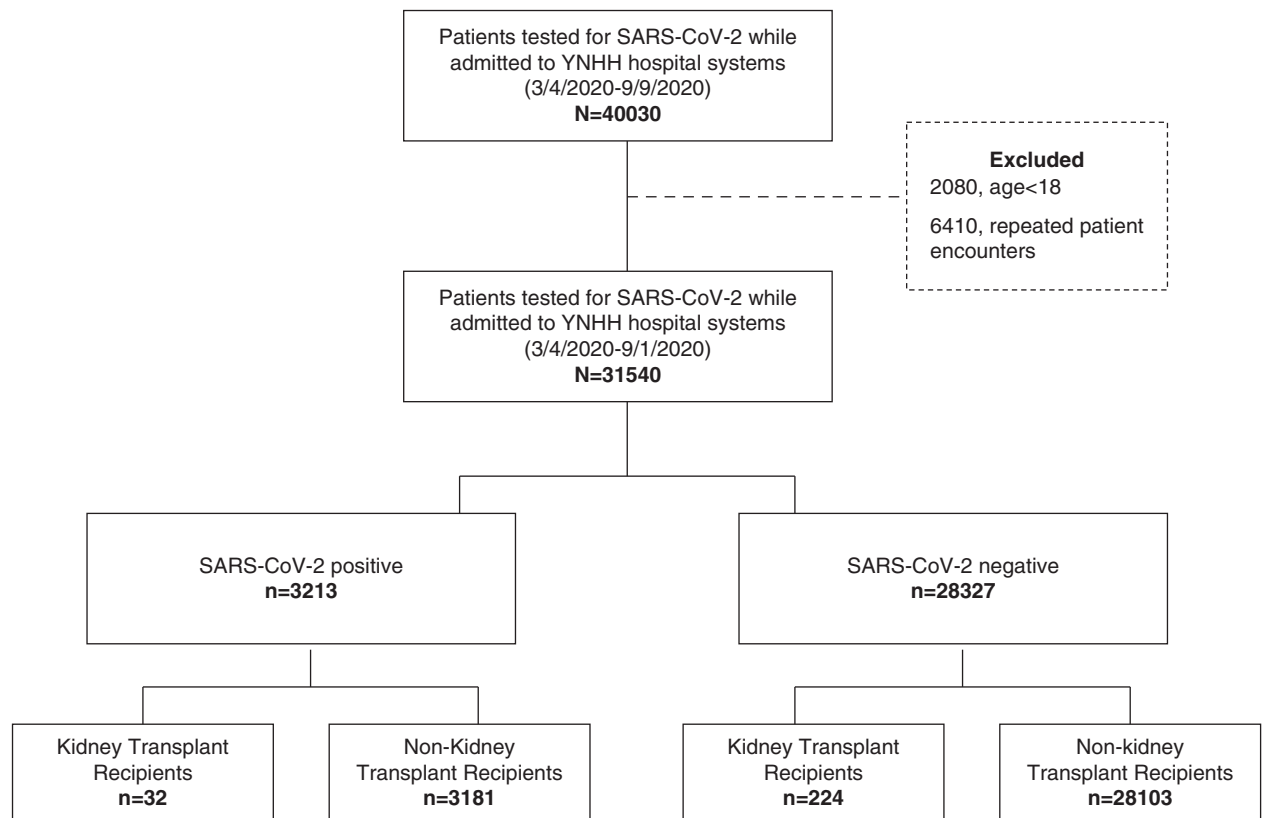 Patients tested for SARS-CoV-2 while
admitted to YNHH hospital systems
(3/4/2020-9/9/2020)
N=40030
Excluded
2080, age<18
6410, repeated patient
encounters
Patients tested for SARS-CoV-2 while
admitted to YNHH hospital systems
(3/4/2020-9/1/2020)
N=31540
SARS-CoV-2 positive
n=3213
SARS-CoV-2 negative
n=28327
Kidney Transplant
Recipients
n=32
Non-Kidney
Transplant Recipients
n=3181
Kidney Transplant
Recipients
n=224
Non-kidney
Transplant Recipients
n=28103